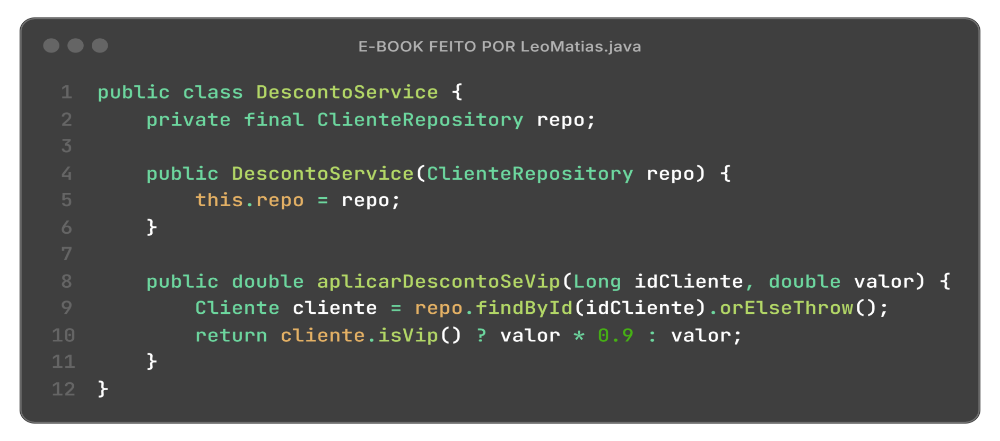 E-BOOK FEITO POR LeoMatias.java
1 public class DescontoService {
2     private final ClienteRepository repo;
3
4     public DescontoService(ClienteRepository repo) {
5         this.repo = repo;
6     }
7
8     public double aplicarDescontoSeVip(Long idCliente, double valor) {
9         Cliente cliente = repo.findById(idCliente).orElseThrow();
10         return cliente.isVip() ? valor * 0.9 : valor;
11     }
12 }